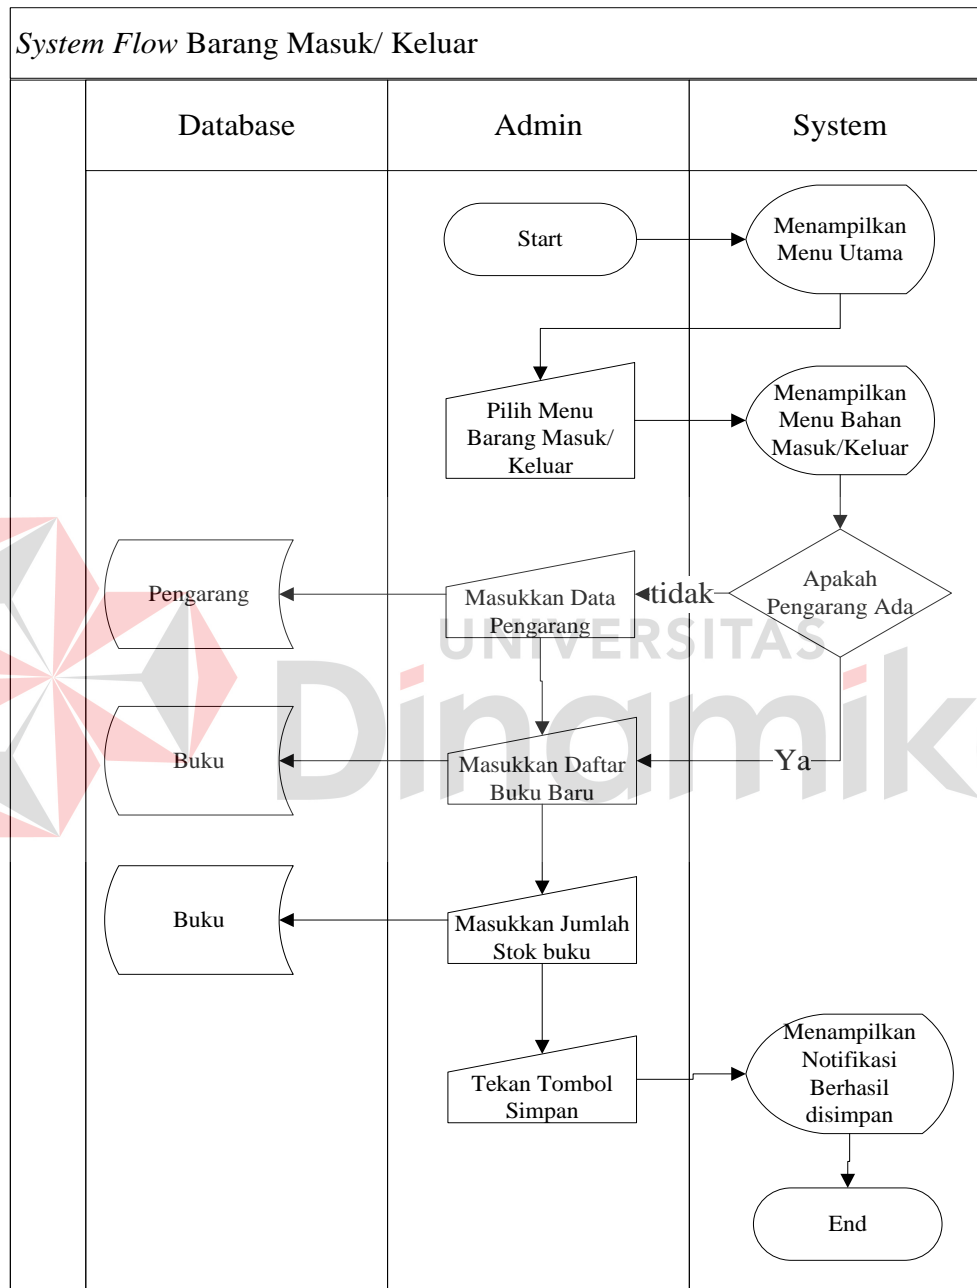 System Flow Barang Masuk/ Keluar
Database
Admin
System
Start
Menampilkan
Menu Utama
Pilih Menu
Barang Masuk/
Keluar
Menampilkan
Menu Bahan
Masuk/Keluar
Apakah
Pengarang Ada
tidak
Masukkan Data
Pengarang
Pengarang
UNIVERSITAS
Dinamika
Ya
Masukkan Daftar
Buku Baru
Buku
Masukkan Jumlah
Stok buku
Buku
Tekan Tombol
Simpan
Menampilkan
Notifikasi
Berhasil
disimpan
End